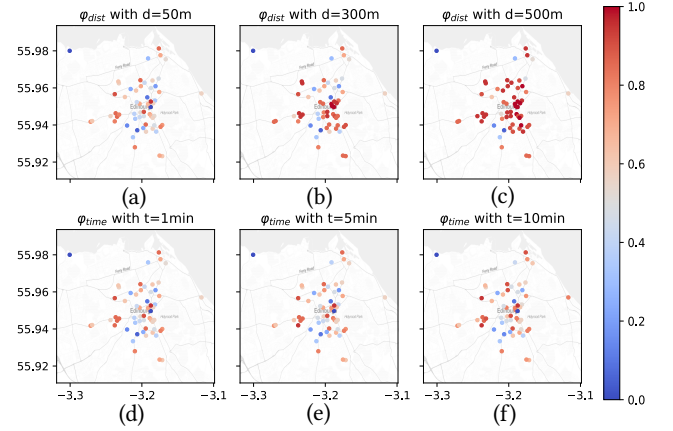 φdist with d=50m
φdist with d=300m
φdist with d=500m
1.0
55.98
55.96
55.94
55.92
0.8
(a)
(b)
(c)
0.6
φtime with t=1min
φtime with t=5min
φtime with t=10min
55.98
55.96
55.94
55.92
0.4
0.2
0.0
−3.3
−3.2
−3.1
−3.3
−3.2
−3.1
−3.3
−3.2
−3.1
(d)
(e)
(f)